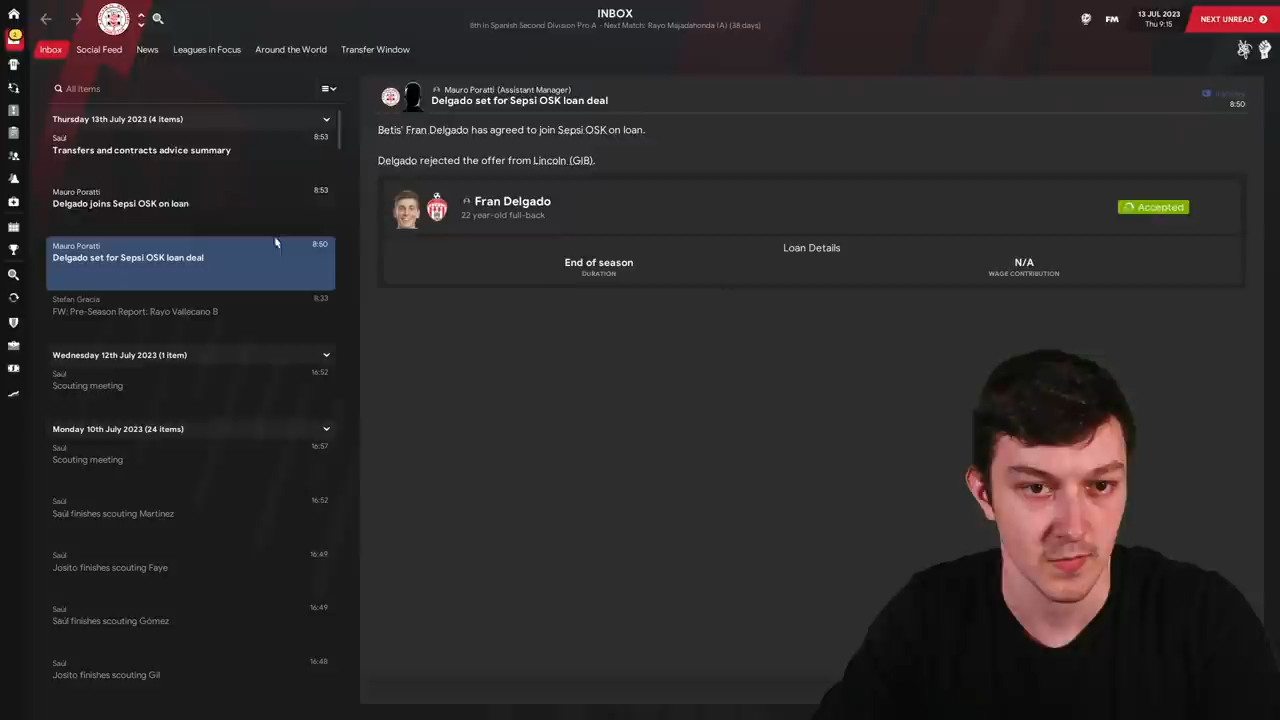 INBOX
8th in Spanish Second Division Pro A - Next Match: Rayo Majadahonda (A) (38 days)
FM
13 JUL 2023
Thu 9:15
NEXT UNREAD
Inbox
Social Feed
News
Leagues in Focus
Around the World
Transfer Window
All Items
Thursday 13th July 2023 (4 items)
Saúl
8:53
Transfers and contracts advice summary
Mauro Poratti
8:53
Delgado joins Sepsi OSK on loan
Mauro Poratti
8:50
Delgado set for Sepsi OSK loan deal
Stefan Gracia
8:33
FW: Pre-Season Report: Rayo Vallecano B
Wednesday 12th July 2023 (1 item)
Saúl
16:52
Scouting meeting
Monday 10th July 2023 (24 items)
Saúl
16:57
Scouting meeting
Saúl
16:52
Saúl finishes scouting Martínez
Saúl
16:49
Josito finishes scouting Faye
Saúl
16:49
Saúl finishes scouting Gómez
Saúl
16:48
Josito finishes scouting Gil
Mauro Poratti (Assistant Manager)
Delgado set for Sepsi OSK loan deal
8:50
Betis' Fran Delgado has agreed to join Sepsi OSK on loan.
Delgado rejected the offer from Lincoln (GIB).
Fran Delgado
22 year-old full-back
Accepted
Loan Details
End of season
DURATION
N/A
WAGE CONTRIBUTION